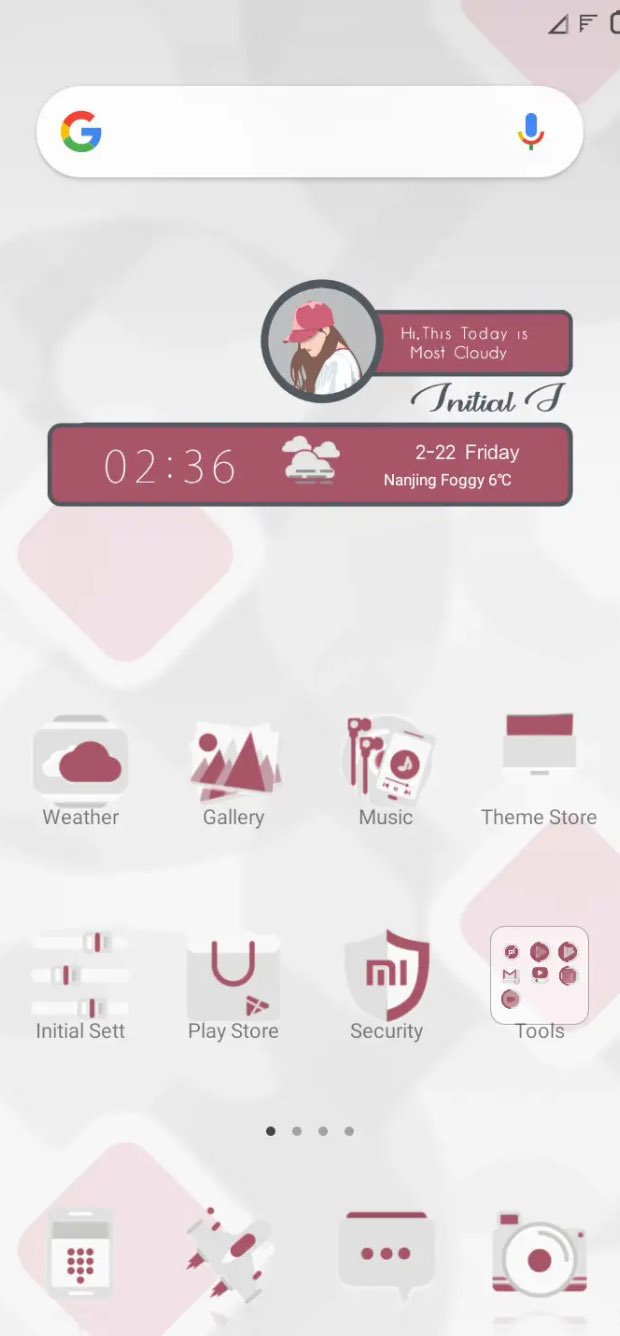 Hi,This Today is
Most Cloudy
Initial J
02:36
2-22 Friday
Nanjing Foggy 6℃
Weather
Gallery
Music
Theme Store
Initial Sett
Play Store
Security
Tools